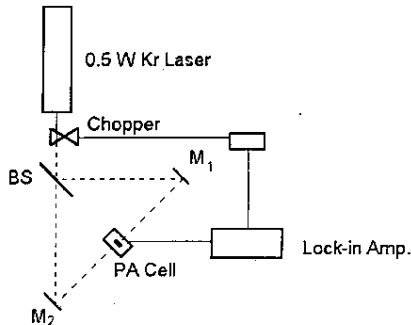 0.5 W Kr Laser
Chopper
M1
BS
PA Cell
Lock-in Amp.
M2